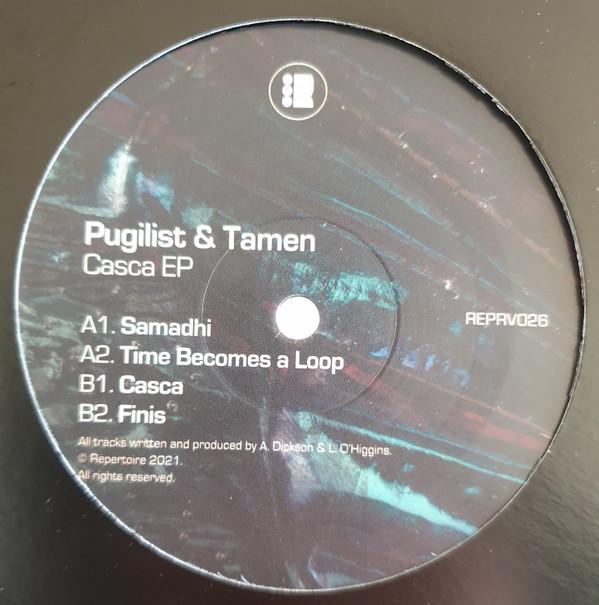 Pugilist & Tamen
Casca EP
REPRV026
A1. Samadhi
A2. Time Becomes a Loop
B1. Casca
B2. Finis
All tracks written and produced by A. Dickson & L. O'Higgins.
© Repertoire 2021.
All rights reserved.